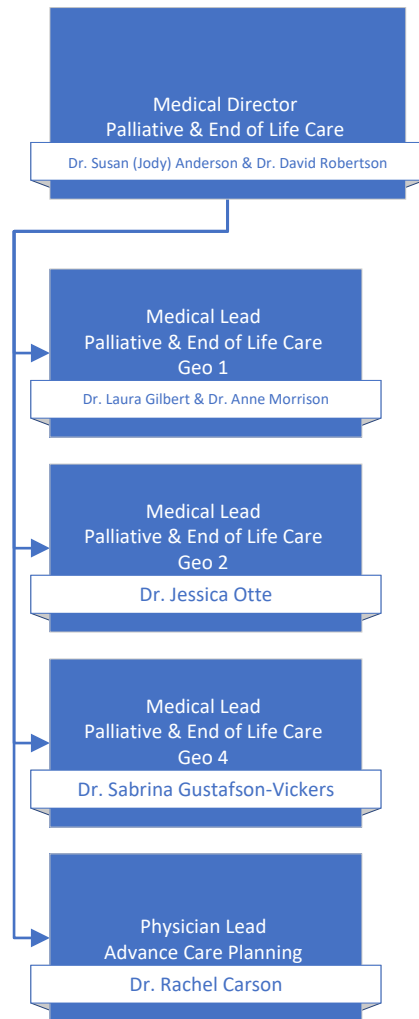 Medical Director
Palliative & End of Life Care
Dr. Susan (Jody) Anderson & Dr. David Robertson
Medical Lead
Palliative & End of Life Care
Geo 1
Dr. Laura Gilbert & Dr. Anne Morrison
Medical Lead
Palliative & End of Life Care
Geo 2
Dr. Jessica Otte
Medical Lead
Palliative & End of Life Care
Geo 4
Dr. Sabrina Gustafson-Vickers
Physician Lead
Advance Care Planning
Dr. Rachel Carson